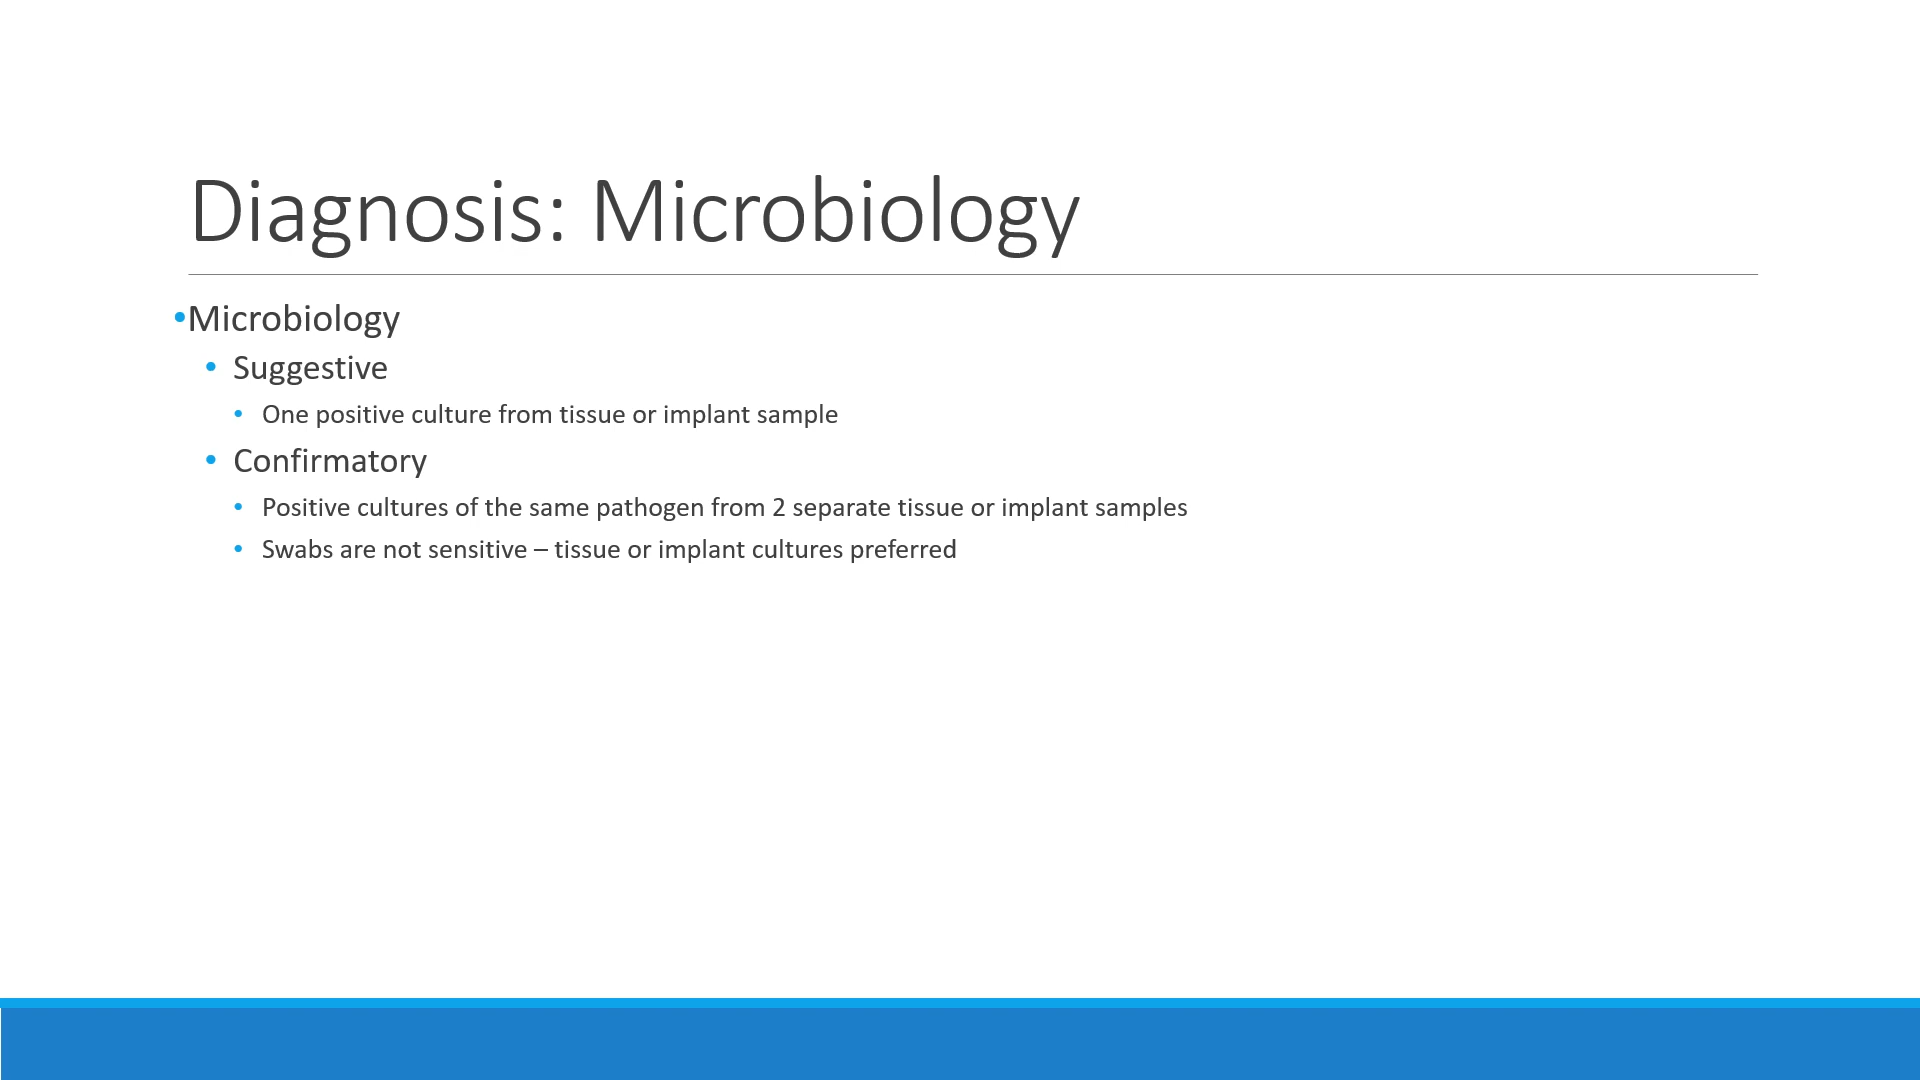 Diagnosis: Microbiology
•Microbiology
• Suggestive
• One positive culture from tissue or implant sample
• Confirmatory
• Positive cultures of the same pathogen from 2 separate tissue or implant samples
• Swabs are not sensitive – tissue or implant cultures preferred